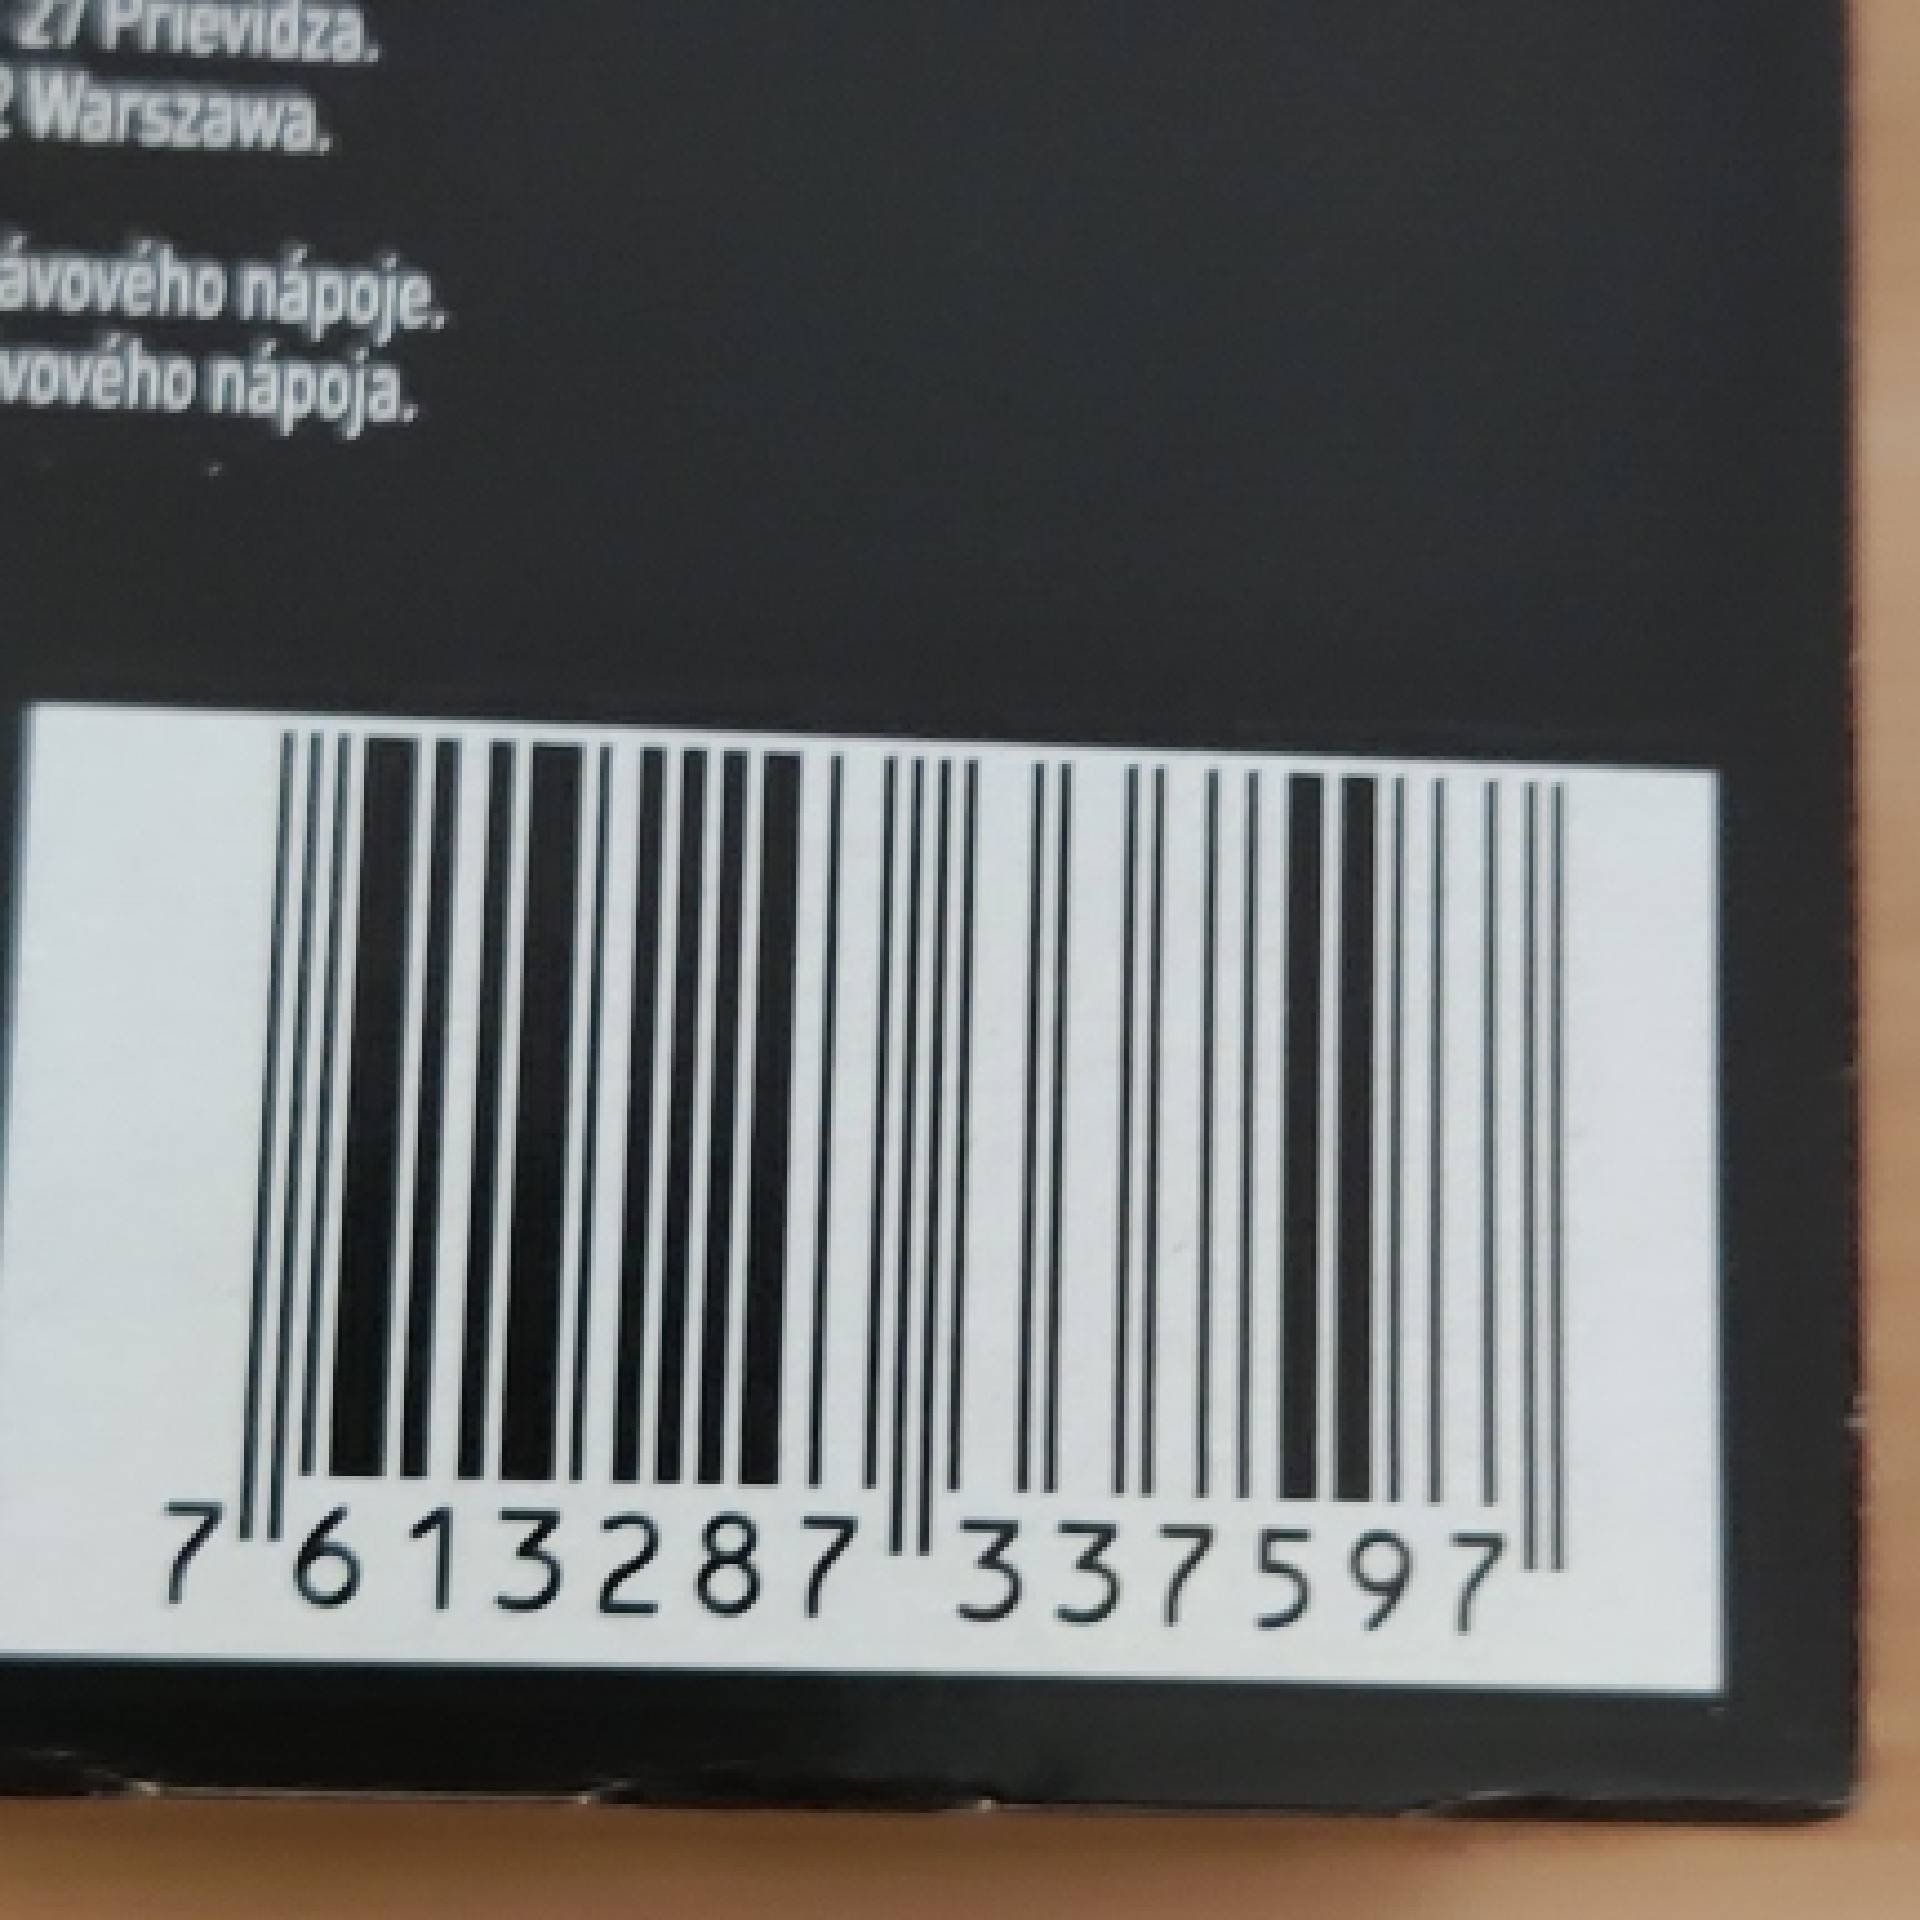 27 Prievidza.
2 Warszawa.
ávového nápoje.
vového nápoja.
7 613287 337597